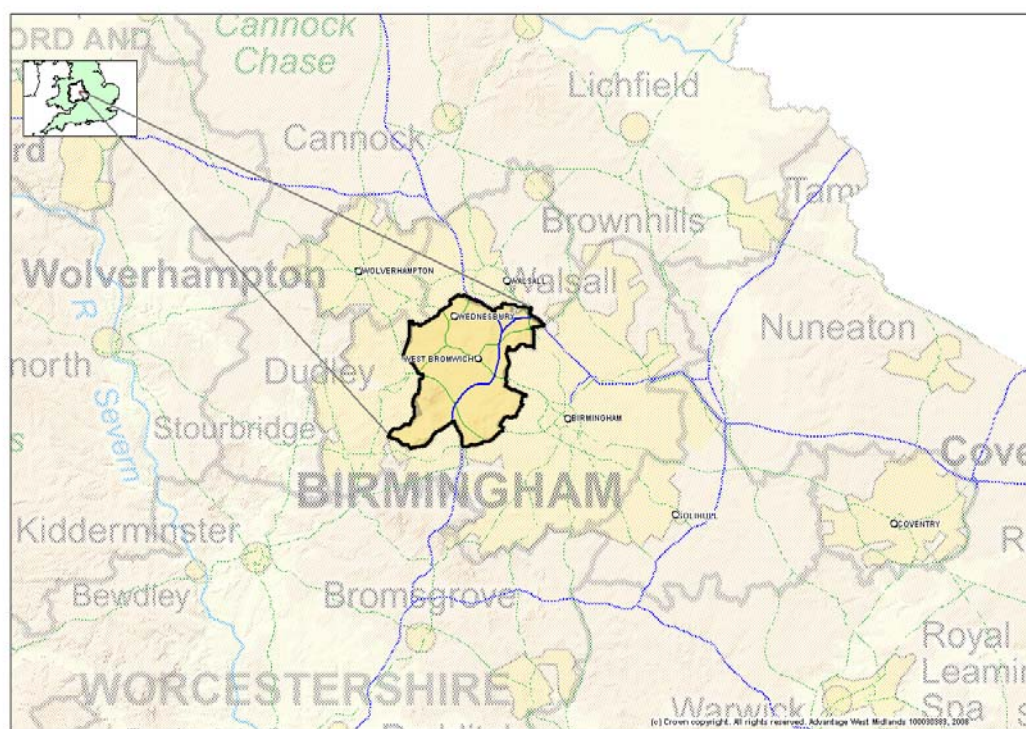 ORD AND
Cannock
Chase
Lichfield
rd
Cannock
Tam
Brownhills
Wolverhampton
WOLVERHAMPTON
Walsall
WALSALL
R
WEDNESBURY
Nuneaton
north
Dudley
WEST BROMWICH
Severn
Stourbridge
BIRMINGHAM
s
Cove
BIRMINGHAM
SOLIHULL
COVENTRY
Kidderminster
R
Bewdley
Bromsgrove
Royal
Leamin
Spa
WORCESTERSHIRE
Warwick
S
(c) Crown copyright. All rights reserved. Advantage West Midlands 100030383, 2008